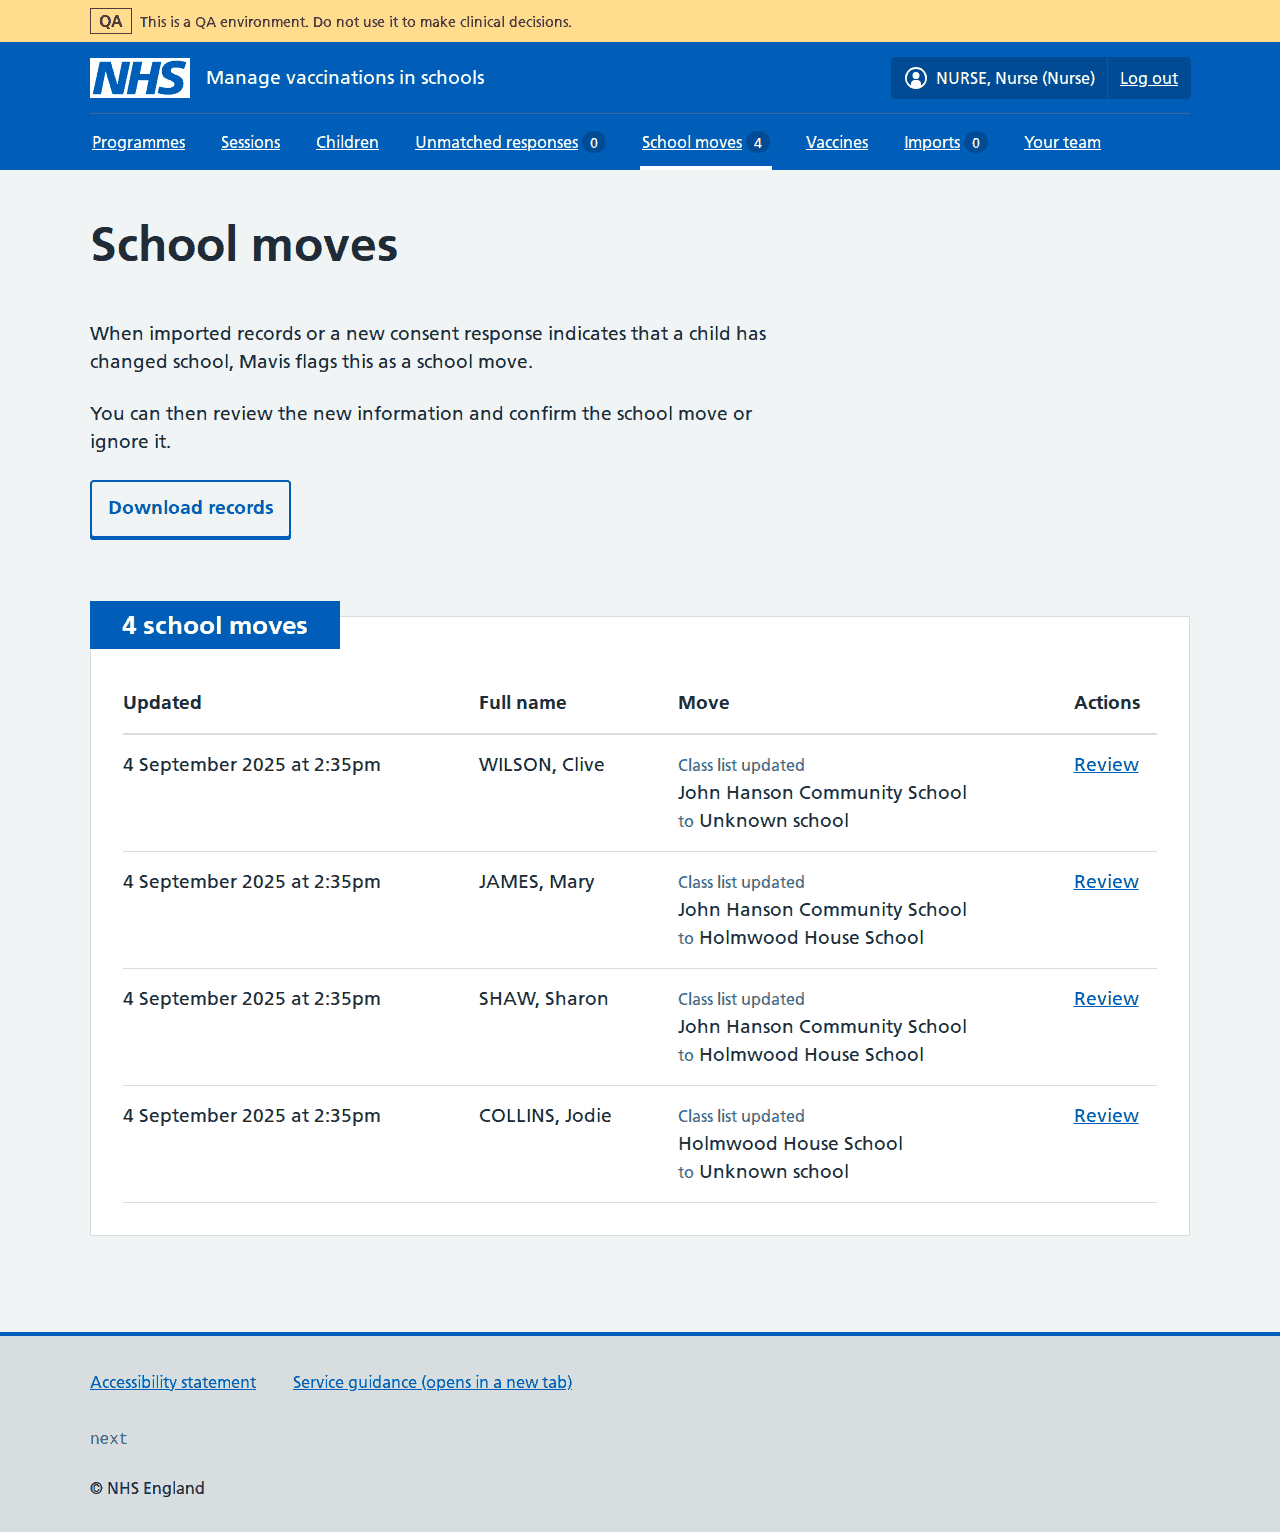 QA This is a QA environment. Do not use it to make clinical decisions.
NHS Manage vaccinations in schools NURSE, Nurse (Nurse) Log out
Programmes Sessions Children Unmatched responses 0 School moves 4 Vaccines Imports 0 Your team
School moves
When imported records or a new consent response indicates that a child has
changed school, Mavis flags this as a school move.
You can then review the new information and confirm the school move or
ignore it.
Download records
4 school moves
Updated Full name Move Actions
4 September 2025 at 2:35pm WILSON, Clive Class list updated Review
John Hanson Community School
to Unknown school
4 September 2025 at 2:35pm JAMES, Mary Class list updated Review
John Hanson Community School
to Holmwood House School
4 September 2025 at 2:35pm SHAW, Sharon Class list updated Review
John Hanson Community School
to Holmwood House School
4 September 2025 at 2:35pm COLLINS, Jodie Class list updated Review
Holmwood House School
to Unknown school
Accessibility statement Service guidance (opens in a new tab)
next
© NHS England